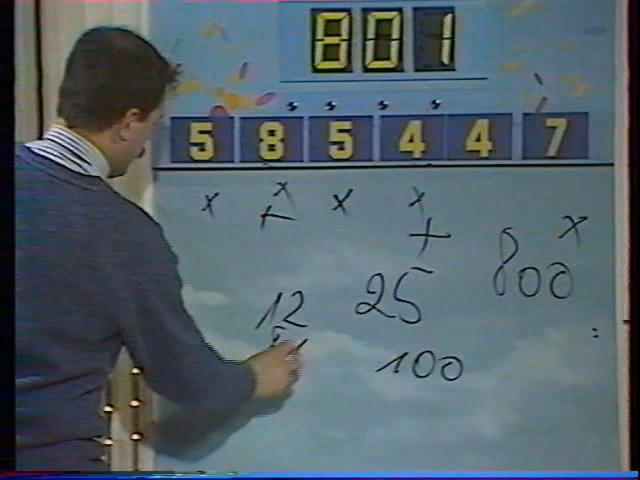 801
5 8 5 4 4 7
x x x x
+ + x
12 25 800
100